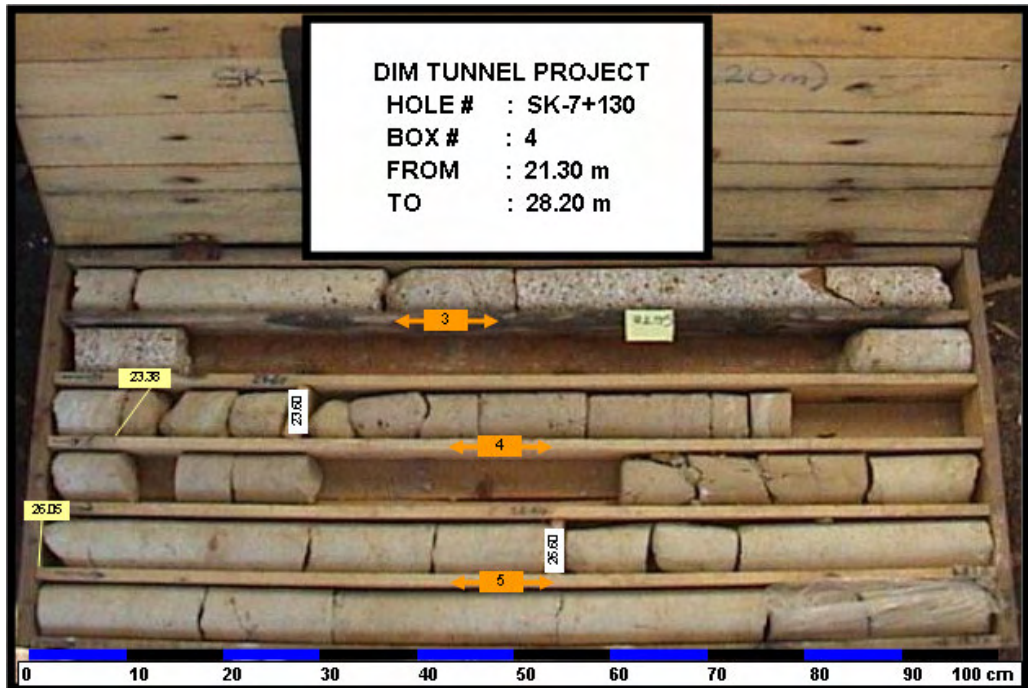 SK-
20m)
DIM TUNNEL PROJECT
HOLE # : SK-7+130
BOX # : 4
FROM : 21.30 m
TO : 28.20 m
3
23.38
23.60
4
26.05
26.60
5
0 10 20 30 40 50 60 70 80 90 100 cm